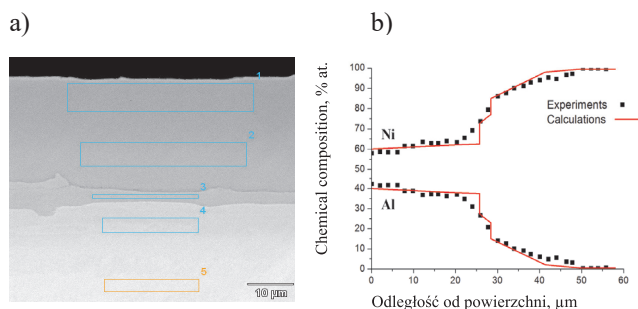 a)
b)
1
2
3
4
5
10 µm
Chemical composition, % at.
100
90
80
70
60
50
40
30
20
10
0
Ni
Al
Experiments
Calculations
0 10 20 30 40 50 60
Odległość od powierzchni, µm